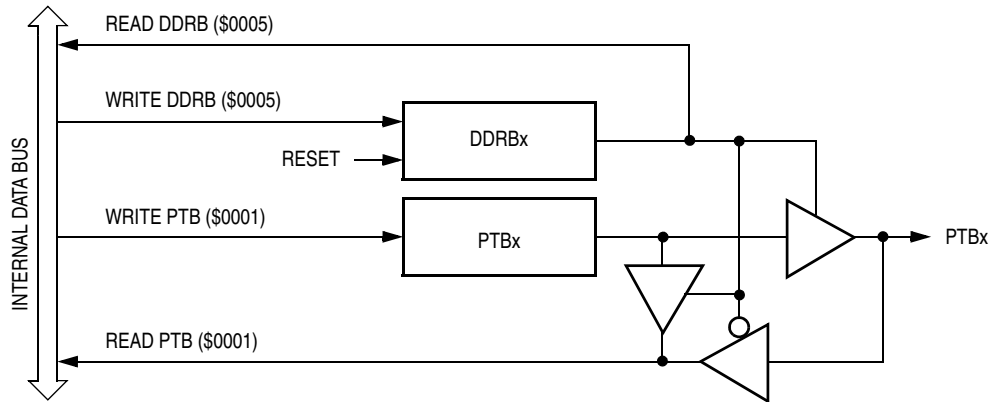 READ DDRB ($0005)
WRITE DDRB ($0005)
DDRBx
RESET
WRITE PTB ($0001)
PTBx
PTBx
READ PTB ($0001)
INTERNAL DATA BUS